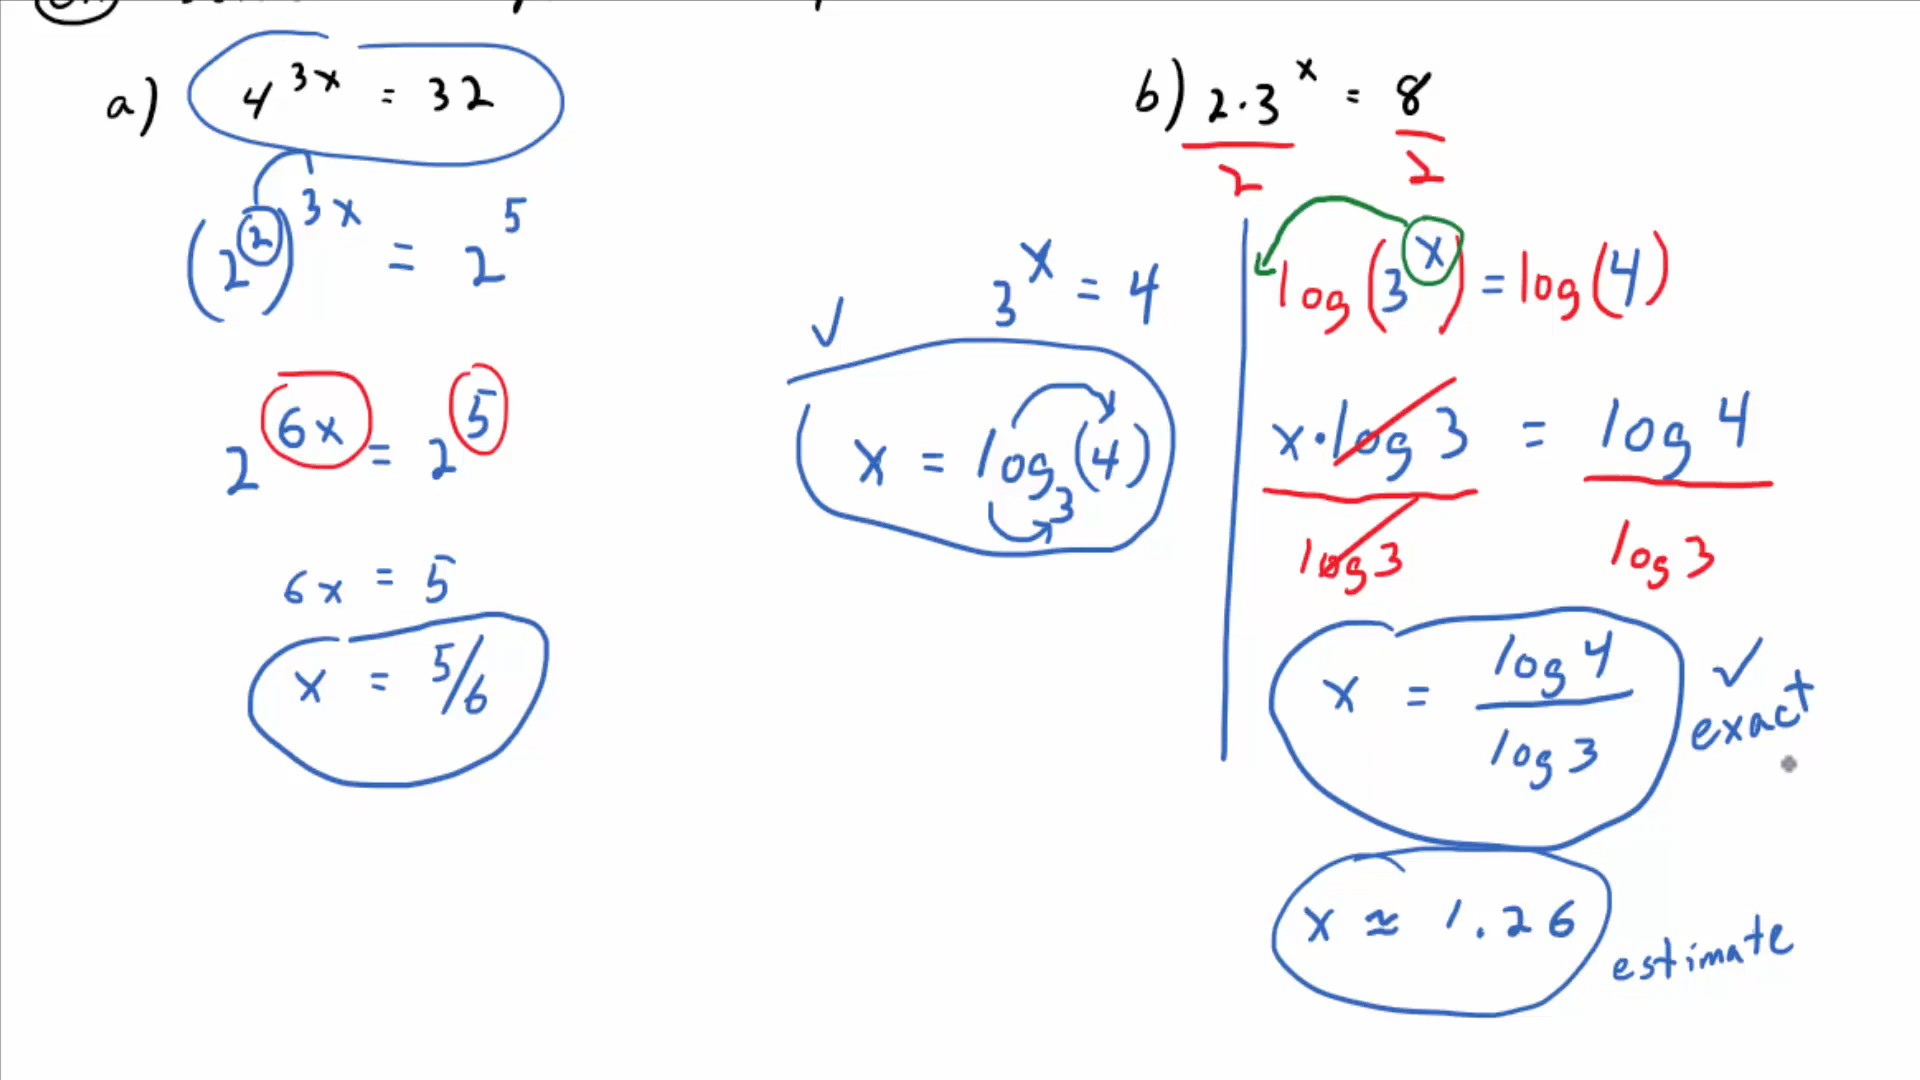 a) 4^{3x} = 32
(2^2)^{3x} = 2^5
2^{6x} = 2^5
6x = 5
x = 5/6
b) 2·3^x = 8
2 2
3^x = 4
✓
x = log_3(4)
log(3^x) = log(4)
x·log 3 = log 4
log 3 log 3
x = log 4 / log 3 ✓
exact
x ≈ 1.26
estimate